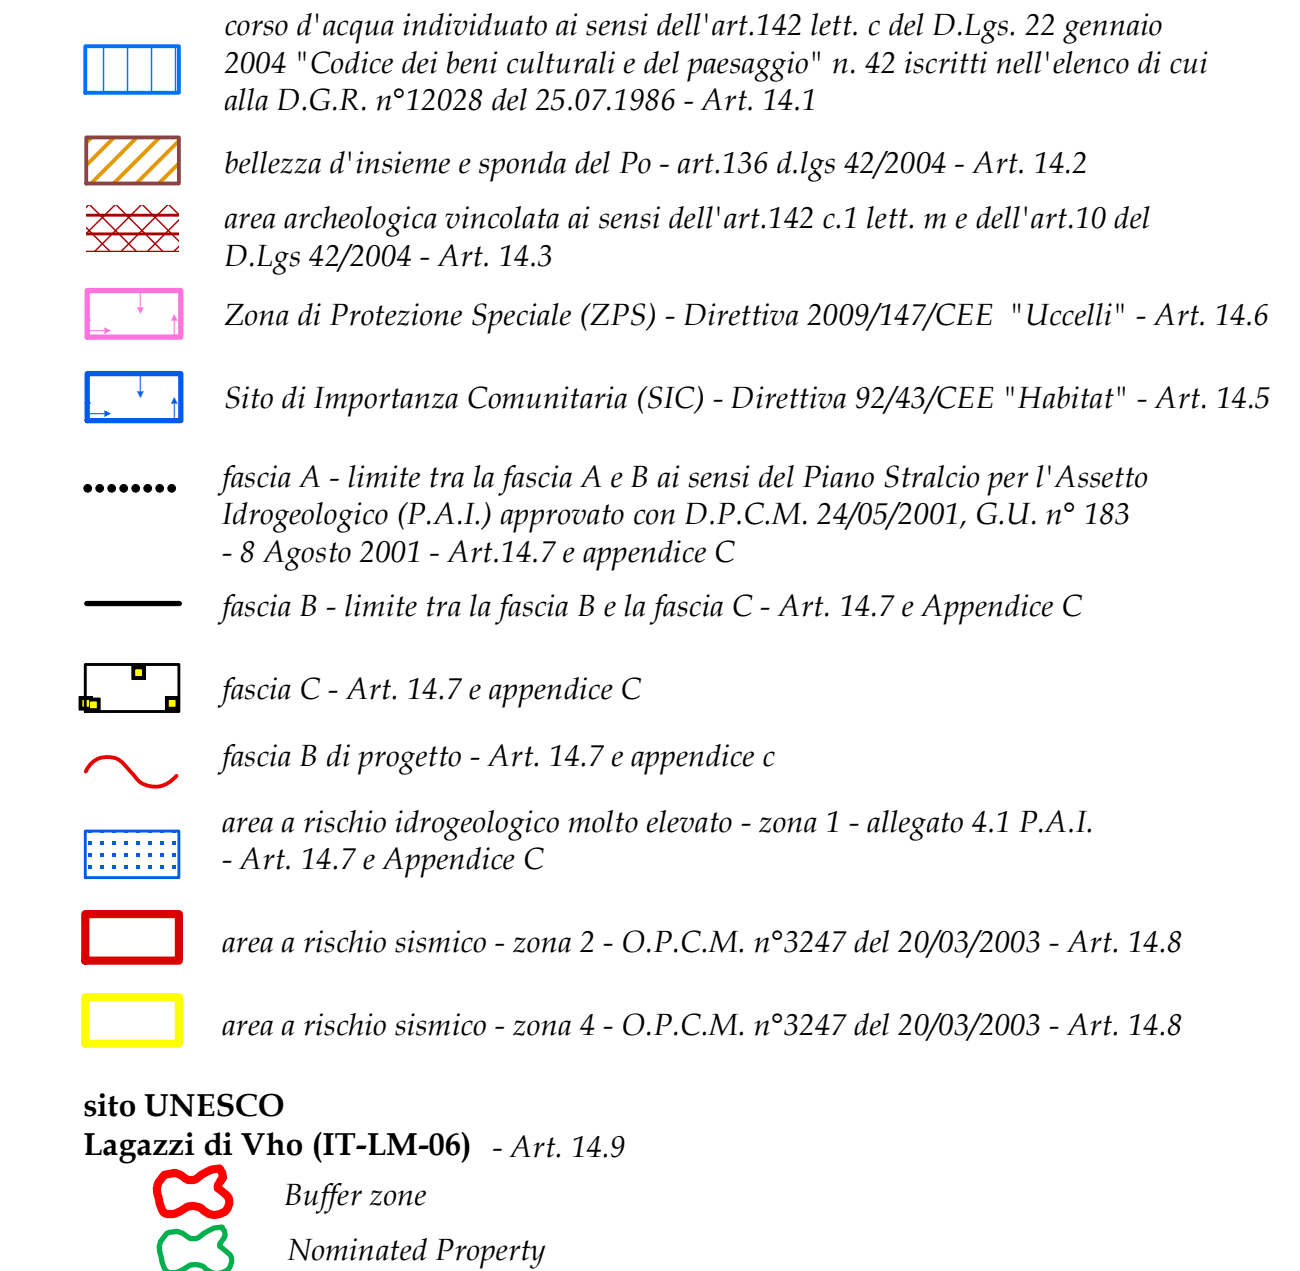 corso d'acqua individuato ai sensi dell'art.142 lett. c del D.Lgs. 22 gennaio
2004 "Codice dei beni culturali e del paesaggio" n. 42 iscritti nell'elenco di cui
alla D.G.R. n°12028 del 25.07.1986 - Art. 14.1
bellezza d'insieme e sponda del Po - art.136 d.lgs 42/2004 - Art. 14.2
area archeologica vincolata ai sensi dell'art.142 c.1 lett. m e dell'art.10 del
D.Lgs 42/2004 - Art. 14.3
Zona di Protezione Speciale (ZPS) - Direttiva 2009/147/CEE "Uccelli" - Art. 14.6
Sito di Importanza Comunitaria (SIC) - Direttiva 92/43/CEE "Habitat" - Art. 14.5
fascia A - limite tra la fascia A e B ai sensi del Piano Stralcio per l'Assetto
Idrogeologico (P.A.I.) approvato con D.P.C.M. 24/05/2001, G.U. n° 183
- 8 Agosto 2001 - Art.14.7 e appendice C
fascia B - limite tra la fascia B e la fascia C - Art. 14.7 e Appendice C
fascia C - Art. 14.7 e appendice C
fascia B di progetto - Art. 14.7 e appendice c
area a rischio idrogeologico molto elevato - zona 1 - allegato 4.1 P.A.I.
- Art. 14.7 e Appendice C
area a rischio sismico - zona 2 - O.P.C.M. n°3247 del 20/03/2003 - Art. 14.8
area a rischio sismico - zona 4 - O.P.C.M. n°3247 del 20/03/2003 - Art. 14.8
sito UNESCO
Lagazzi di Vho (IT-LM-06) - Art. 14.9
Buffer zone
Nominated Property